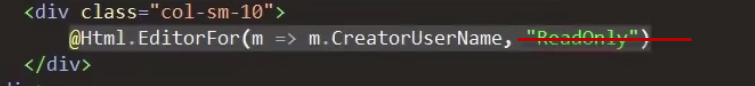 <div class="col-sm-10">
@Html.EditorFor(m => m.CreatorUserName, "ReadOnly")
</div>